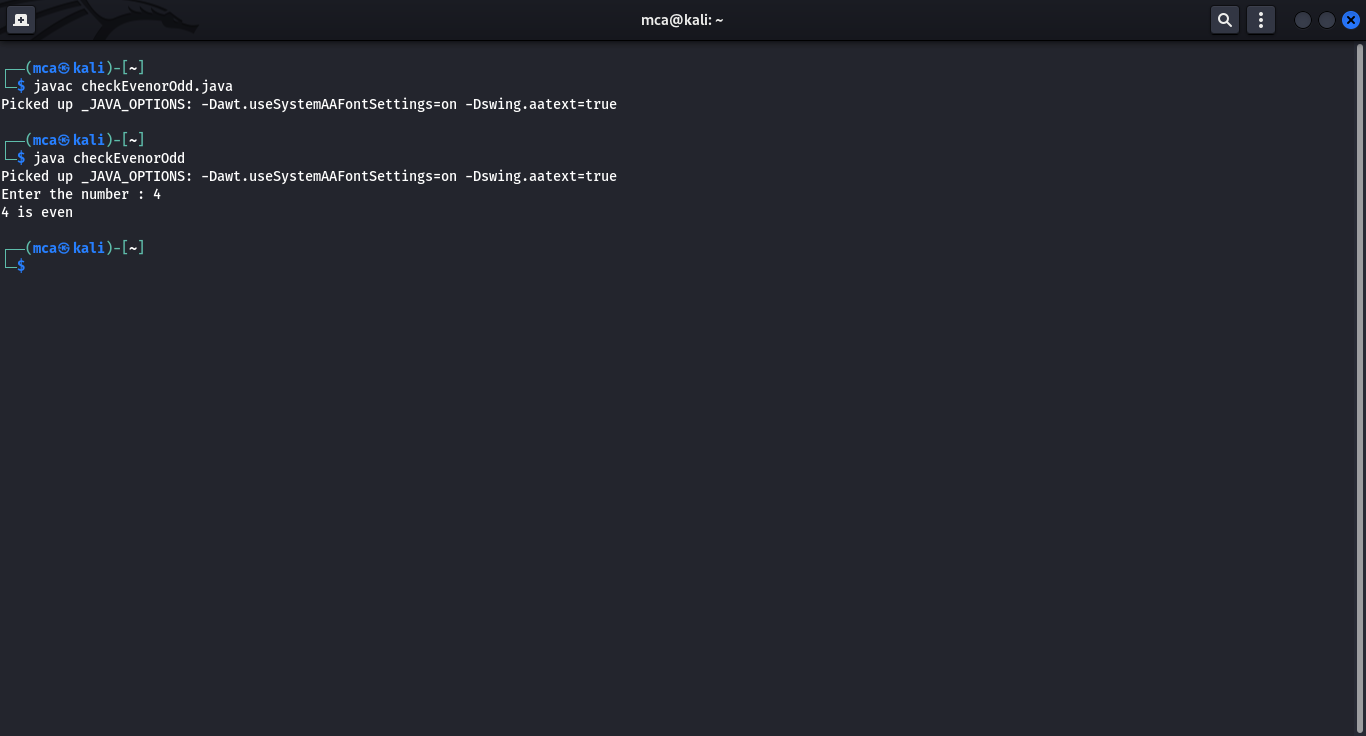 mca@kali: ~
┌──(mca㉿kali)-[~]
└─$ javac checkEvenorOdd.java
Picked up _JAVA_OPTIONS: -Dawt.useSystemAAFontSettings=on -Dswing.aatext=true
┌──(mca㉿kali)-[~]
└─$ java checkEvenorOdd
Picked up _JAVA_OPTIONS: -Dawt.useSystemAAFontSettings=on -Dswing.aatext=true
Enter the number : 4
4 is even
┌──(mca㉿kali)-[~]
└─$